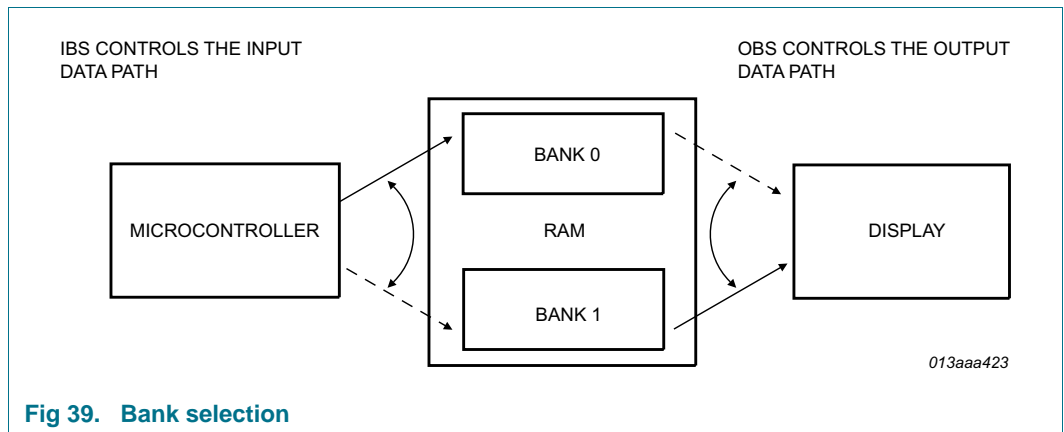 IBS CONTROLS THE INPUT
DATA PATH
OBS CONTROLS THE OUTPUT
DATA PATH
BANK 0
MICROCONTROLLER
RAM
DISPLAY
BANK 1
013aaa423
Fig 39. Bank selection